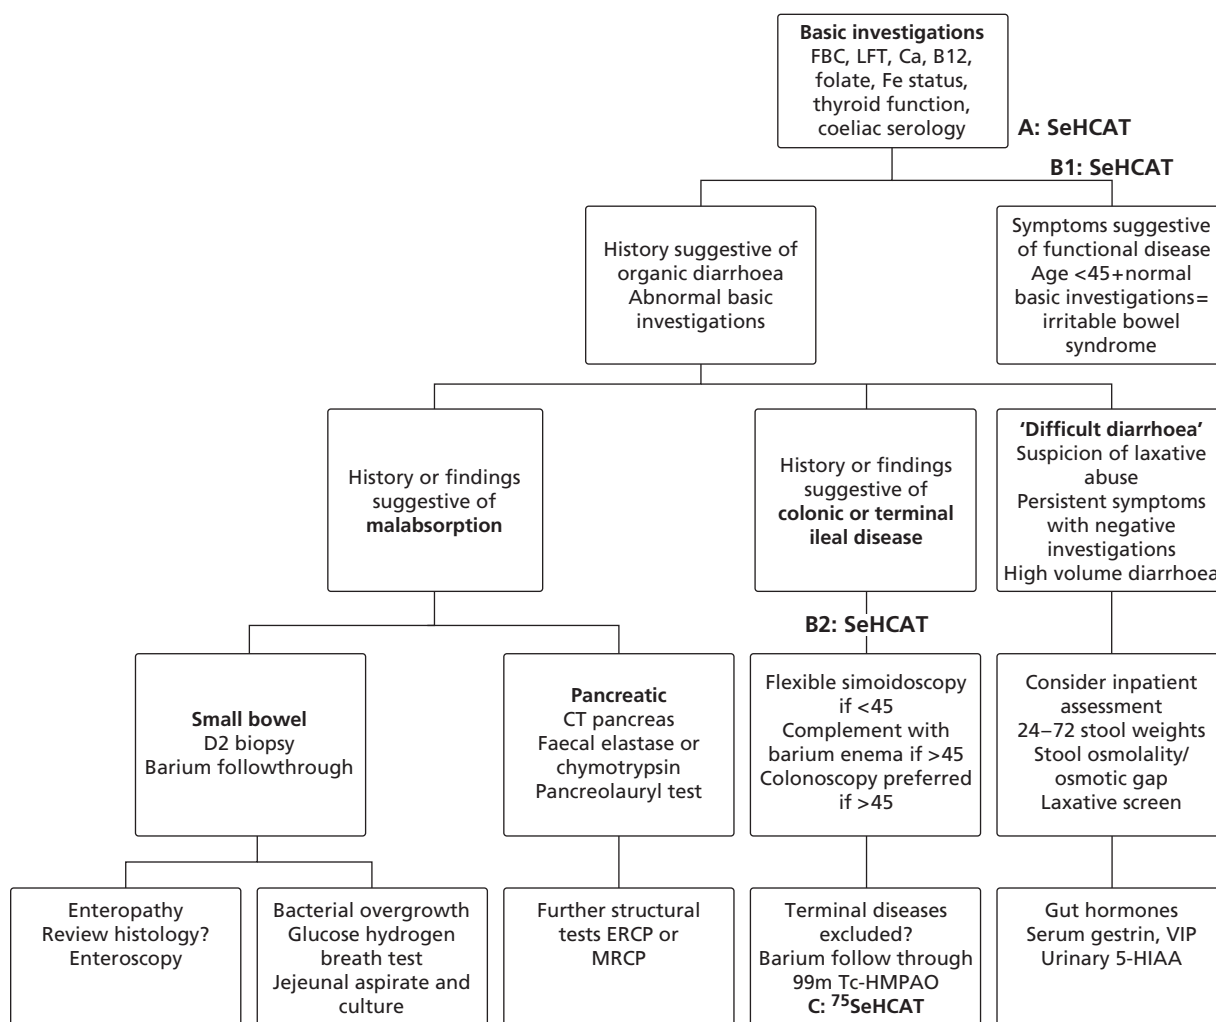 Basic investigations
FBC, LFT, Ca, B12,
folate, Fe status,
thyroid function,
coeliac serology
A: SeHCAT
B1: SeHCAT
History suggestive of
organic diarrhoea
Abnormal basic
investigations
Symptoms suggestive
of functional disease
Age <45+normal
basic investigations=
irritable bowel
syndrome
History or findings
suggestive of
malabsorption
History or findings
suggestive of
colonic or terminal
ileal disease
'Difficult diarrhoea'
Suspicion of laxative
abuse
Persistent symptoms
with negative
investigations
High volume diarrhoea
B2: SeHCAT
Small bowel
D2 biopsy
Barium followthrough
Pancreatic
CT pancreas
Faecal elastase or
chymotrypsin
Pancreolauryl test
Flexible simoidoscopy
if <45
Complement with
barium enema if >45
Colonoscopy preferred
if >45
Consider inpatient
assessment
24–72 stool weights
Stool osmolality/
osmotic gap
Laxative screen
Enteropathy
Review histology?
Enteroscopy
Bacterial overgrowth
Glucose hydrogen
breath test
Jejeunal aspirate and
culture
Further structural
tests ERCP or
MRCP
Terminal diseases
excluded?
Barium follow through
99m Tc-HMPAO
C: ⁷⁵SeHCAT
Gut hormones
Serum gestrin, VIP
Urinary 5-HIAA